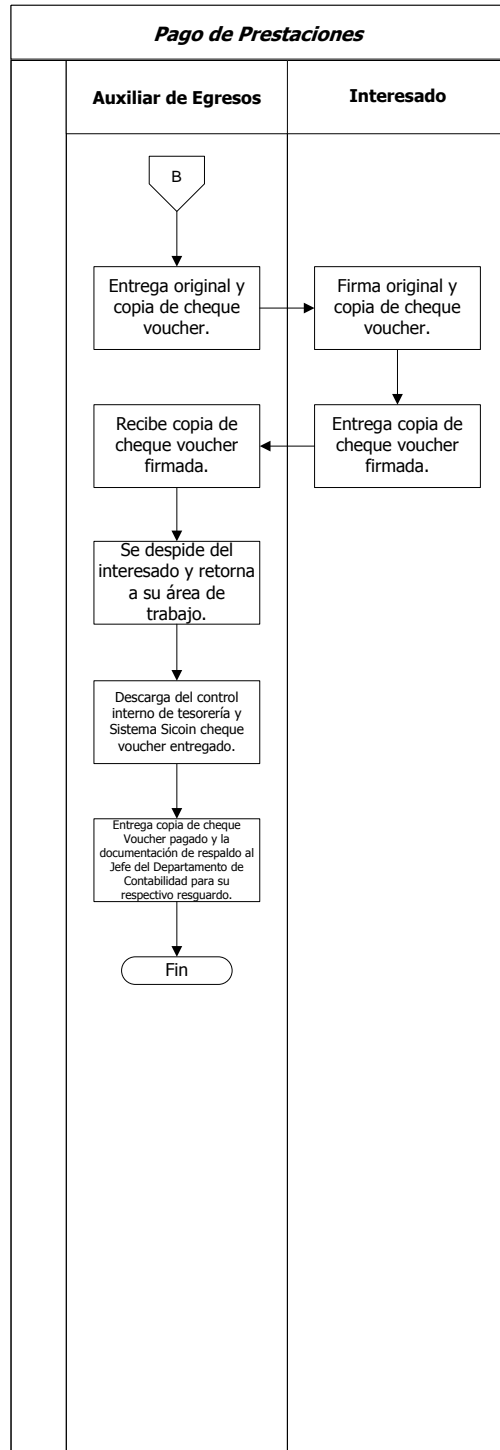 Pago de Prestaciones
Auxiliar de Egresos
Interesado
B
Entrega original y
copia de cheque
voucher.
Firma original y
copia de cheque
voucher.
Recibe copia de
cheque voucher
firmada.
Entrega copia de
cheque voucher
firmada.
Se despide del
interesado y retorna
a su área de
trabajo.
Descarga del control
interno de tesorería y
Sistema Sicoin cheque
voucher entregado.
Entrega copia de cheque
Voucher pagado y la
documentación de respaldo al
Jefe del Departamento de
Contabilidad para su
respectivo resguardo.
Fin